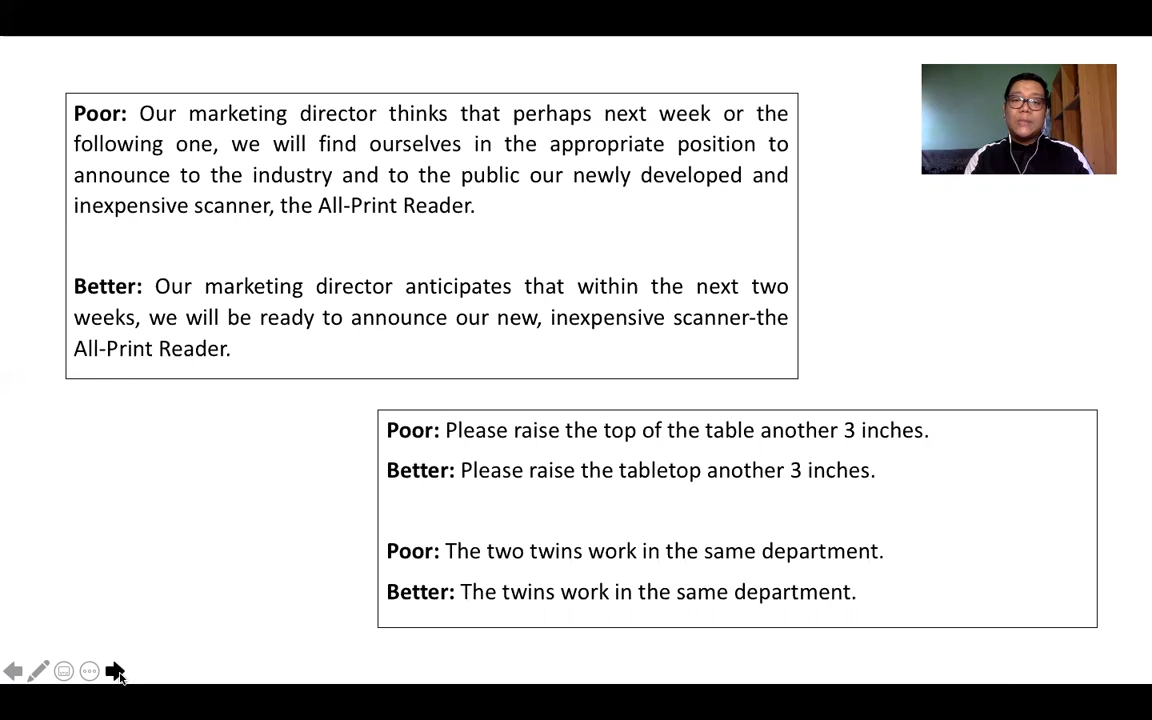 Poor: Our marketing director thinks that perhaps next week or the
following one, we will find ourselves in the appropriate position to
announce to the industry and to the public our newly developed and
inexpensive scanner, the All-Print Reader.
Better: Our marketing director anticipates that within the next two
weeks, we will be ready to announce our new, inexpensive scanner-the
All-Print Reader.
Poor: Please raise the top of the table another 3 inches.
Better: Please raise the tabletop another 3 inches.
Poor: The two twins work in the same department.
Better: The twins work in the same department.